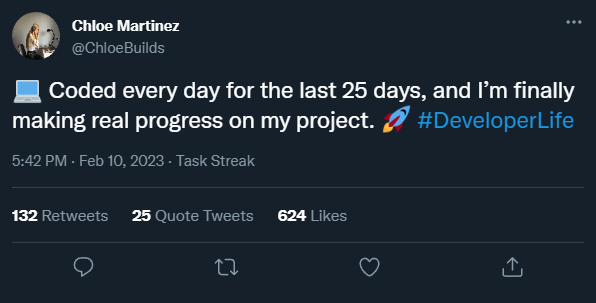 Chloe Martinez
@ChloeBuilds
💻 Coded every day for the last 25 days, and I’m finally
making real progress on my project. 🚀 #DeveloperLife
5:42 PM · Feb 10, 2023 · Task Streak
132 Retweets 25 Quote Tweets 624 Likes